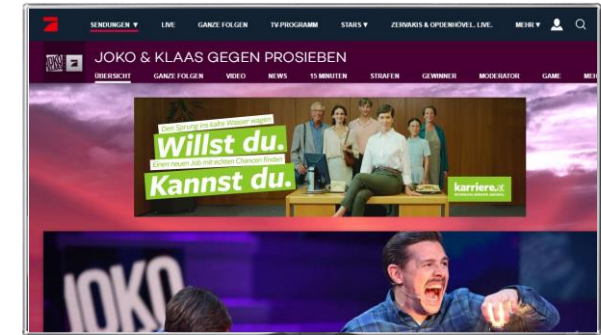 SENDUNGEN ▼ LIVE GANZE FOLGEN TV-PROGRAMM STARS ▼ ZERVAKIS & OPDENHÖVEL. LIVE. MEHR ▼
JOKO & KLAAS GEGEN PROSIEBEN
ÜBERSICHT GANZE FOLGEN VIDEO NEWS 15 MINUTEN STRAFEN GEWINNER MODERATOR GAME
Den Sprung ins kalte Wasser wagen
Willst du.
Einen neuen Job mit echten Chancen finden
Kannst du.
karriere.at
JOKO